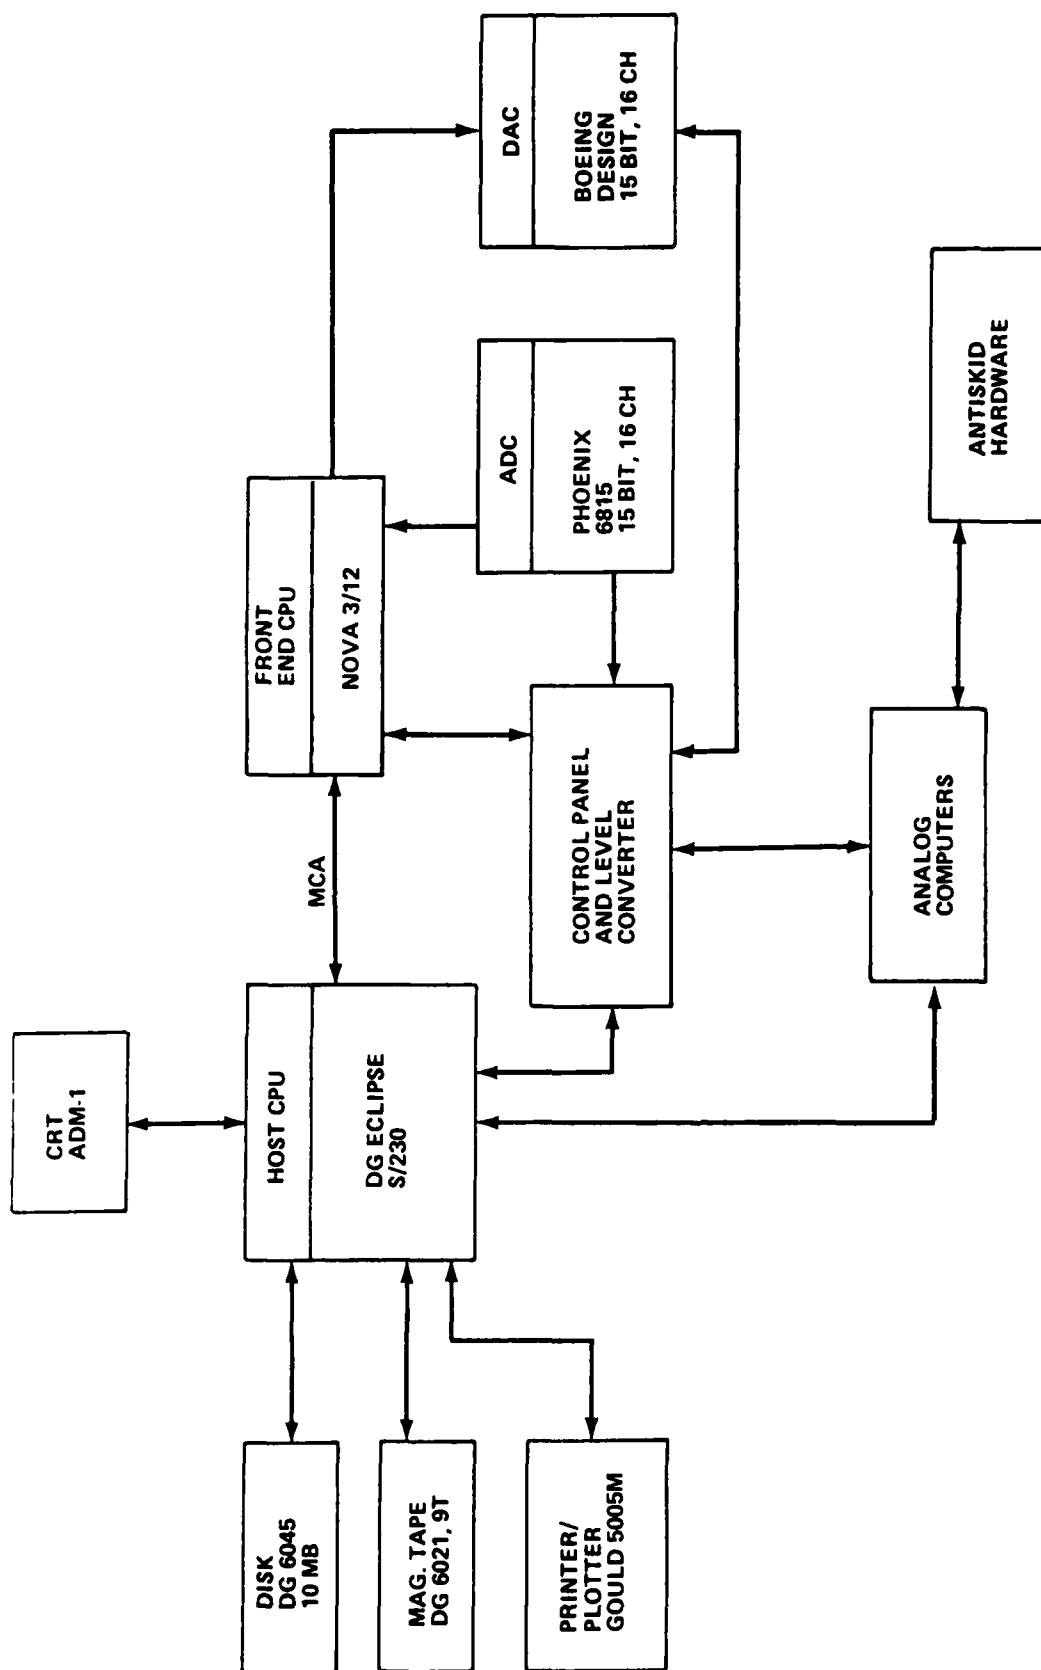 CRT
ADM-1
DISK
DG 6045
10 MB
HOST CPU
DG ECLIPSE
S/230
MCA
FRONT
END CPU
NOVA 3/12
MAG. TAPE
DG 6021, 9T
PRINTER/
PLOTTER
GOULD 5005M
ADC
PHOENIX
6815
15 BIT, 16 CH
DAC
BOEING
DESIGN
15 BIT, 16 CH
CONTROL PANEL
AND LEVEL
CONVERTER
ANALOG
COMPUTERS
ANTISKID
HARDWARE